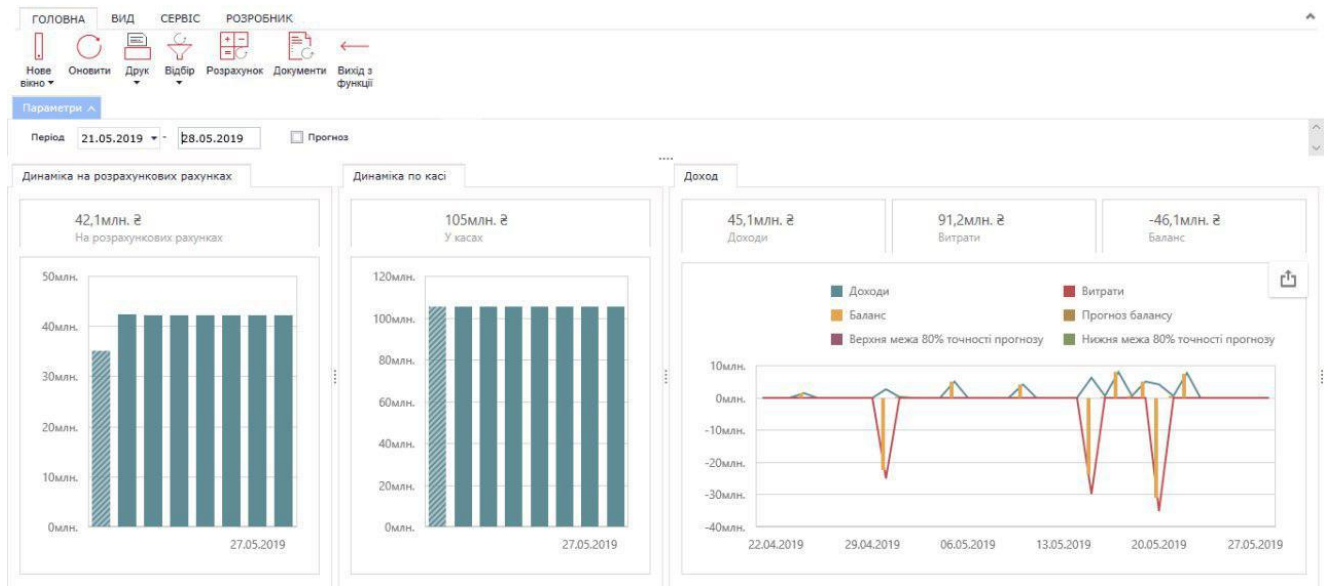 ГОЛОВНА ВИД СЕРВІС РОЗРОБНИК
Нове вікно Оновити Друк Відбір Розрахунок Документи Вихід з функції
Параметри
Період 21.05.2019 - 28.05.2019 Прогноз
Динаміка на розрахункових рахунках
42,1млн. ₴
На розрахункових рахунках
50млн.
40млн.
30млн.
20млн.
10млн.
0млн.
27.05.2019
Динаміка по касі
105млн. ₴
У касах
120млн.
100млн.
80млн.
60млн.
40млн.
20млн.
0млн.
27.05.2019
Доход
45,1млн. ₴ 91,2млн. ₴ -46,1млн. ₴
Доходи Витрати Баланс
Доходи Витрати
Баланс Прогноз балансу
Верхня межа 80% точності прогнозу Нижня межа 80% точності прогнозу
10млн.
0млн.
-10млн.
-20млн.
-30млн.
-40млн.
22.04.2019 29.04.2019 06.05.2019 13.05.2019 20.05.2019 27.05.2019